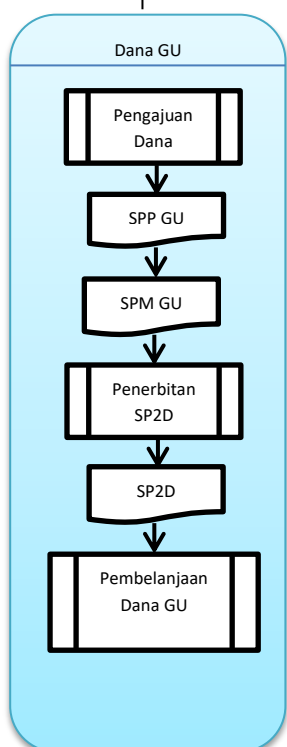 Dana GU
Pengajuan
Dana
SPP GU
SPM GU
Penerbitan
SP2D
SP2D
Pembelanjaan
Dana GU